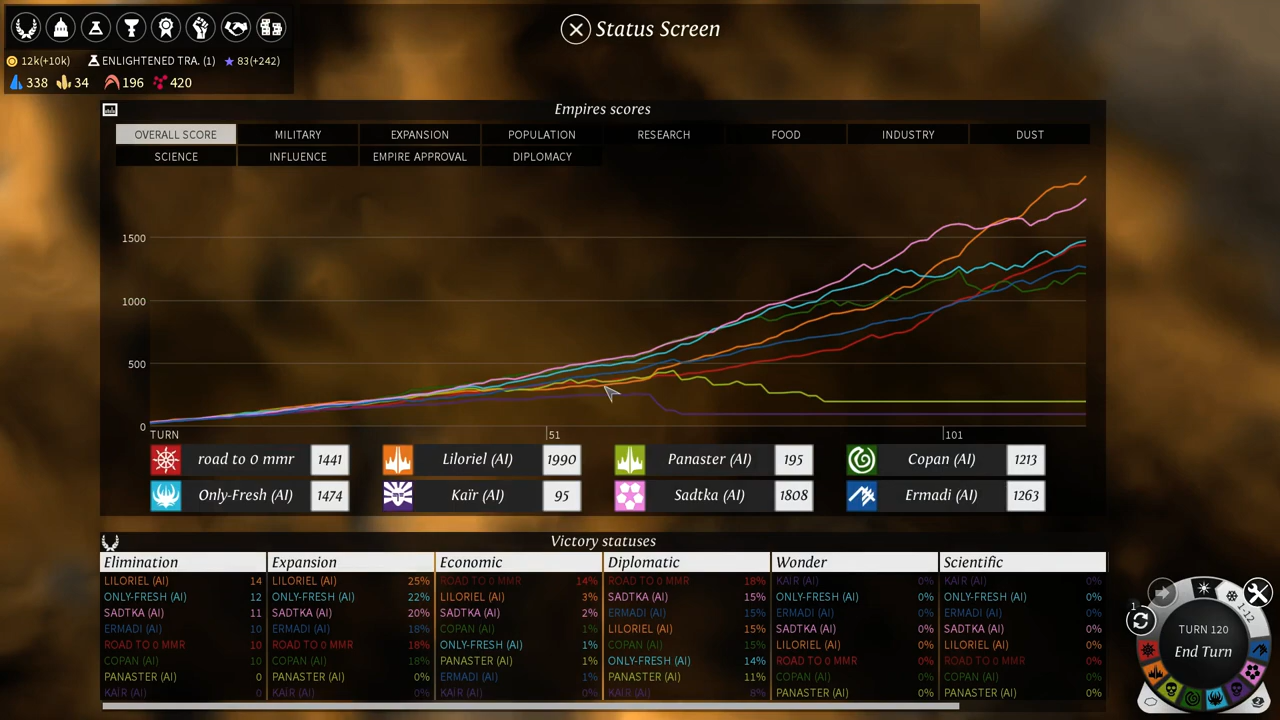 Status Screen
12k(+10k) ENLIGHTENED TRA. (1) 83(+242)
338 34 196 420
Empires scores
OVERALL SCORE MILITARY EXPANSION POPULATION RESEARCH FOOD INDUSTRY DUST
SCIENCE INFLUENCE EMPIRE APPROVAL DIPLOMACY
1500
1000
500
0
TURN 51 101
road to 0 mmr 1441 Liloriel (AI) 1990 Panaster (AI) 195 Copan (AI) 1213
Only-Fresh (AI) 1474 Kaïr (AI) 95 Sadtka (AI) 1808 Ermadi (AI) 1263
Victory statuses
Elimination Expansion Economic Diplomatic Wonder Scientific
LILORIEL (AI) 14 LILORIEL (AI) 25% ROAD TO 0 MMR 14% ROAD TO 0 MMR 18% KAÏR (AI) 0% KAÏR (AI) 0%
ONLY-FRESH (AI) 12 ONLY-FRESH (AI) 22% LILORIEL (AI) 3% SADTKA (AI) 15% ONLY-FRESH (AI) 0% ONLY-FRESH (AI) 0%
SADTKA (AI) 11 SADTKA (AI) 20% SADTKA (AI) 2% ERMADI (AI) 15% ERMADI (AI) 0% ERMADI (AI) 0%
ERMADI (AI) 10 ERMADI (AI) 18% COPAN (AI) 1% LILORIEL (AI) 15% SADTKA (AI) 0% SADTKA (AI) 0%
ROAD TO 0 MMR 10 ROAD TO 0 MMR 18% ONLY-FRESH (AI) 1% COPAN (AI) 15% LILORIEL (AI) 0% LILORIEL (AI) 0%
COPAN (AI) 10 COPAN (AI) 18% PANASTER (AI) 1% ONLY-FRESH (AI) 14% ROAD TO 0 MMR 0% ROAD TO 0 MMR 0%
PANASTER (AI) 0 PANASTER (AI) 0% ERMADI (AI) 1% PANASTER (AI) 11% COPAN (AI) 0% COPAN (AI) 0%
KAÏR (AI) 0 KAÏR (AI) 0% KAÏR (AI) 0% KAÏR (AI) 8% PANASTER (AI) 0% PANASTER (AI) 0%
1
1-12
TURN 120
End Turn